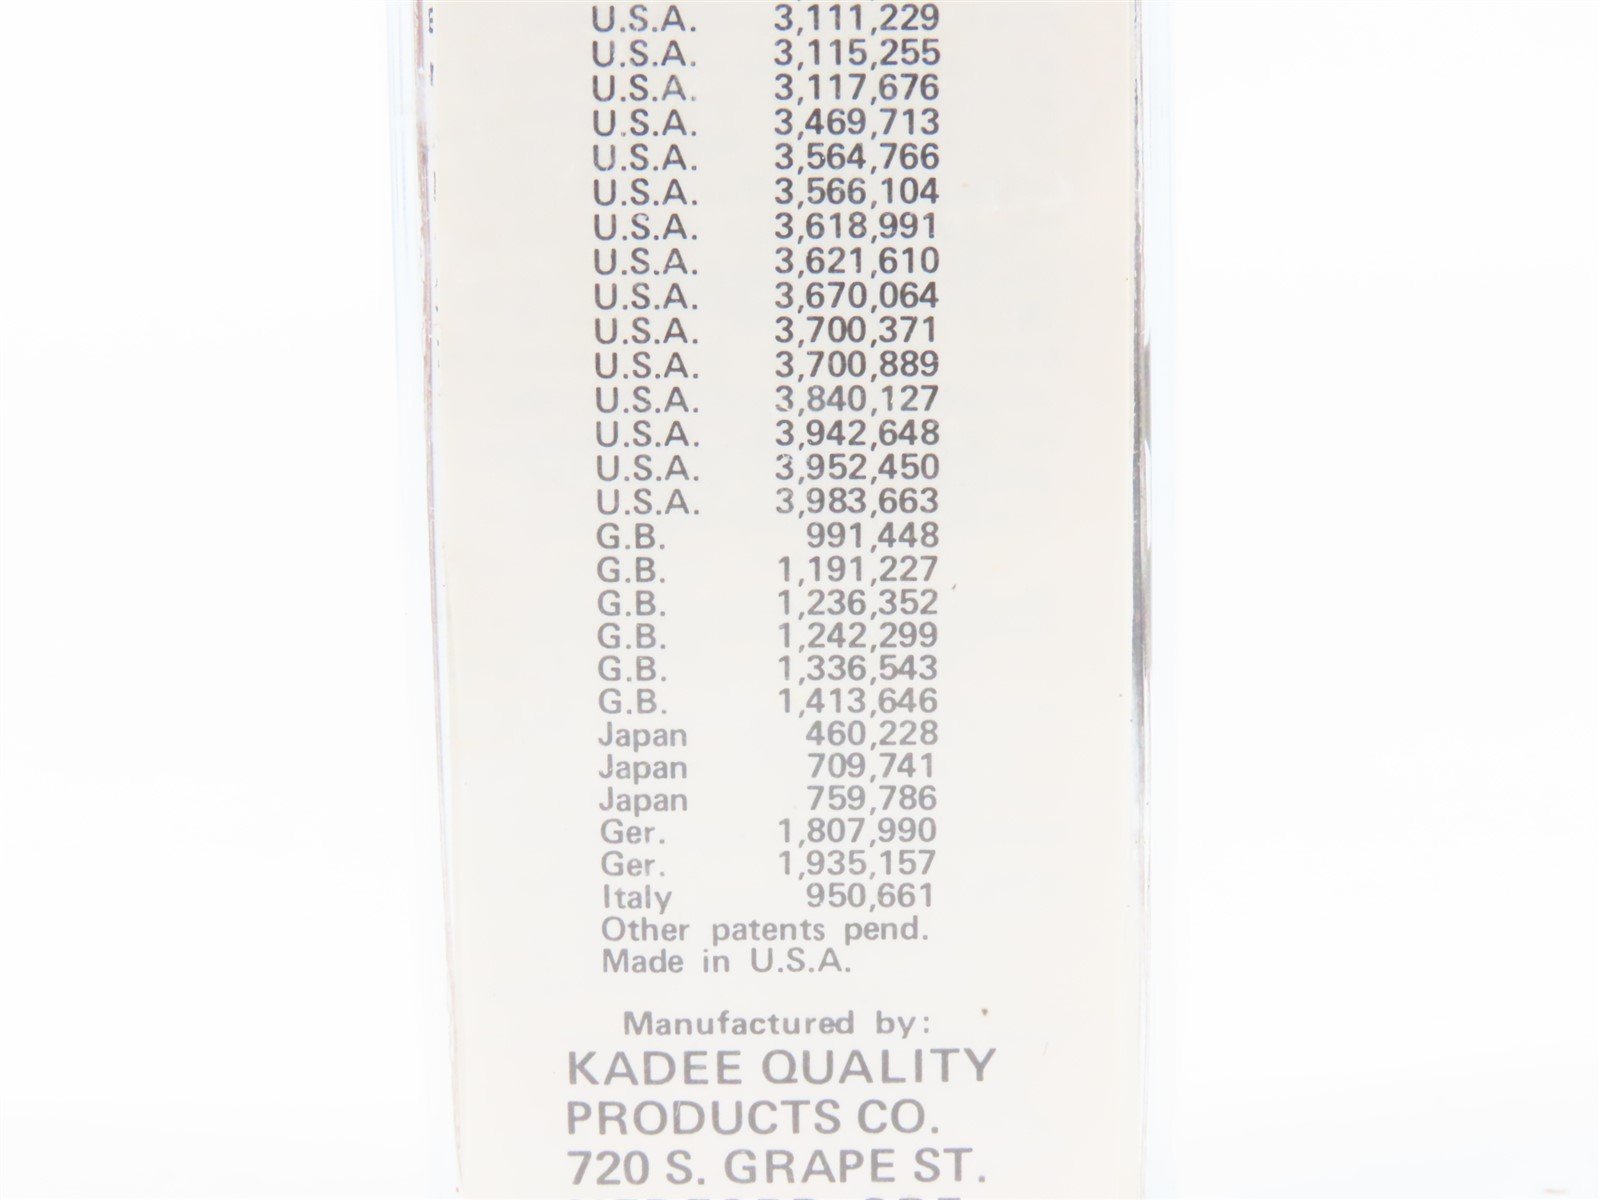 U.S.A. 3,111,229
U.S.A. 3,115,255
U.S.A. 3,117,676
U.S.A. 3,469,713
U.S.A. 3,564,766
U.S.A. 3,566,104
U.S.A. 3,618,991
U.S.A. 3,621,610
U.S.A. 3,670,064
U.S.A. 3,700,371
U.S.A. 3,700,889
U.S.A. 3,840,127
U.S.A. 3,942,648
U.S.A. 3,952,450
U.S.A. 3,983,663
G.B. 991,448
G.B. 1,191,227
G.B. 1,236,352
G.B. 1,242,299
G.B. 1,336,543
G.B. 1,413,646
Japan 460,228
Japan 709,741
Japan 759,786
Ger. 1,807,990
Ger. 1,935,157
Italy 950,661
Other patents pend.
Made in U.S.A.
Manufactured by:
KADEE QUALITY
PRODUCTS CO.
720 S. GRAPE ST.